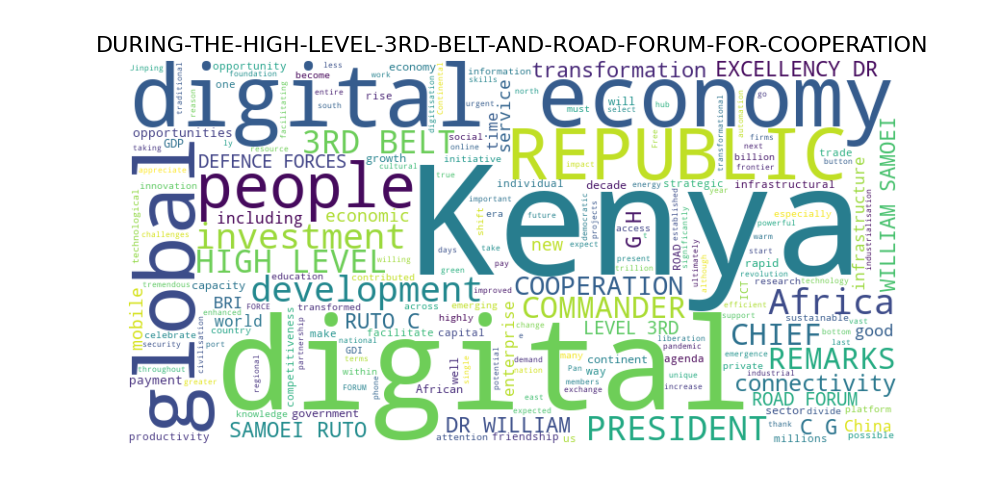 DURING-THE-HIGH-LEVEL-3RD-BELT-AND-ROAD-FORUM-FOR-COOPERATION
Jinping opportunity less work economy information transformation EXCELLENCY DR
digital economy
traditional foundation become skills north will hub go
one entire south rise continental urgent must select
reason facilitating digitisation time service transformational automation free
opportunities 3RD BELT social REPUBLIC firms
taking GDP ly resource online next button
DEFENCE FORCES growth initiative impact billion trade
appreciate cultural true frontier
global people Kenya
innovation individual decade energy strategic infrastructural year
technological including economic important established infrastructure WILLIAM SAMOEI
challenges era future democratic projects access G H ROAD significantly especially
investment shift new expect powerful industrialisation
days take t ultimately although warm
HIGH LEVEL willing green pay present trillion start rapid
tremendous education contributed improved revolution research technology
capacity development COOPERATION ICT
enhanced FORCE transformed across emerging COMMANDER efficient Africa
mobile BRI world RUTO C highly enterprise change support sustainable vast
celebrate country civilisation competitiveness make facilitate capital LEVEL 3RD liberation CHIEF bottom last good
security port partnership national pandemic emergence
GDI terms demand many continent agenda private REMARKS
throughout within well single nation Pan way unique
payment greater regional FORUM phone African potential members exchange increase industrial connectivity
digital
east ROAD FORUM
knowledge government expected sector divide platform
SAMOEI RUTO DR WILLIAM PRESIDENT thank C G China
productivity attention friendship us millions possible